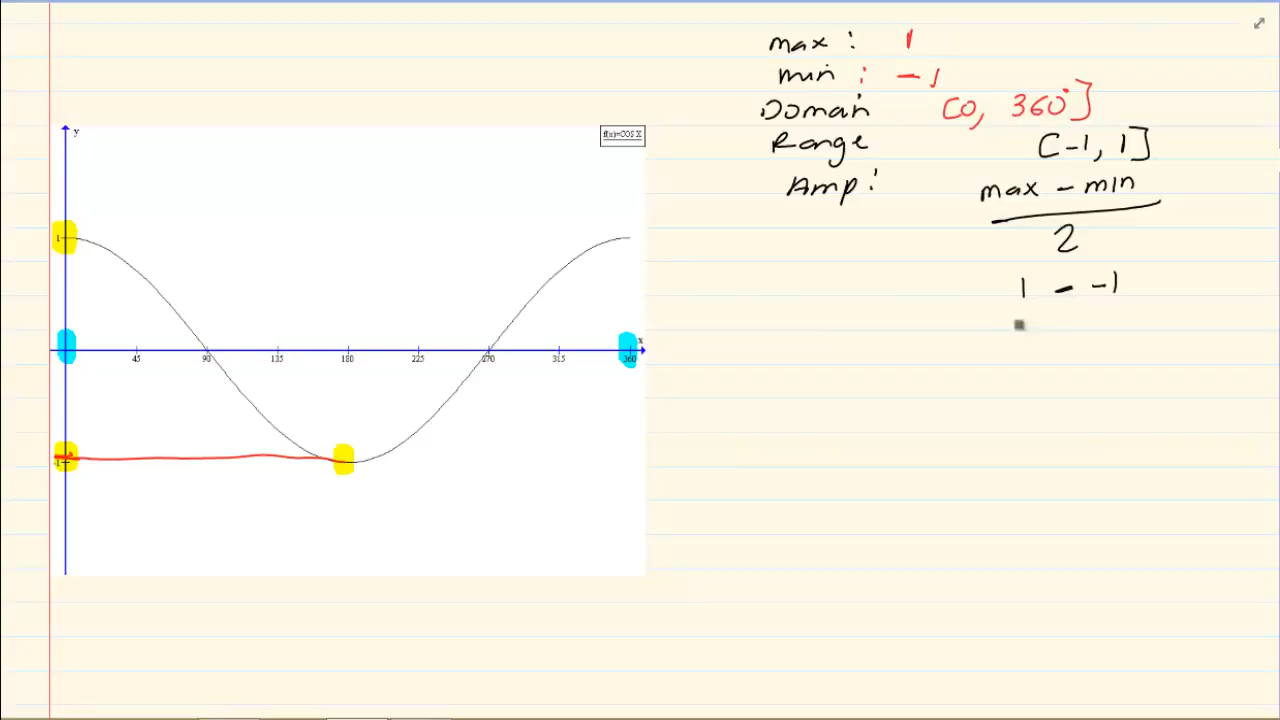 max : 1
min : -1
Domain [0, 360°]
Range [-1, 1]
Amp: max - min
2
1 - -1
y
f(x)=COS X
1
x
45 90 135 180 225 270 315 360
-1